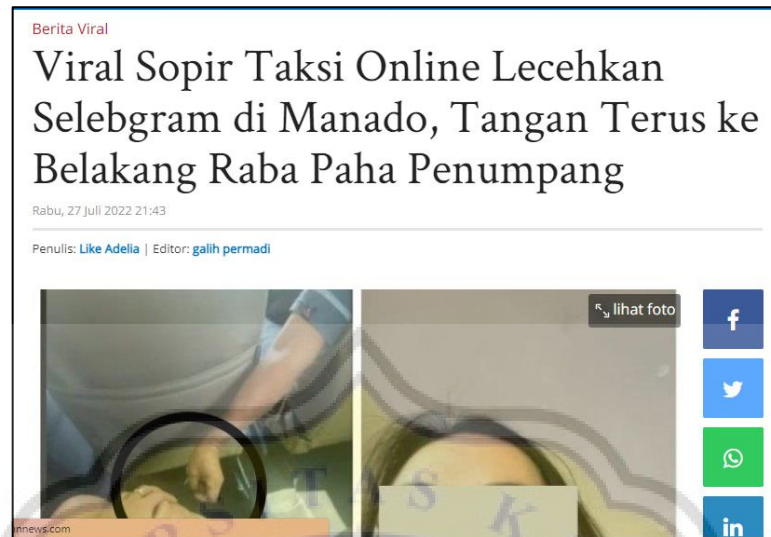 Berita Viral
Viral Sopir Taksi Online Lecehkan
Selebgram di Manado, Tangan Terus ke
Belakang Raba Paha Penumpang
Rabu, 27 Juli 2022 21:43
Penulis: Like Adelia | Editor: galih permadi
lihat foto
f
in
nnews.com
S I T A S K